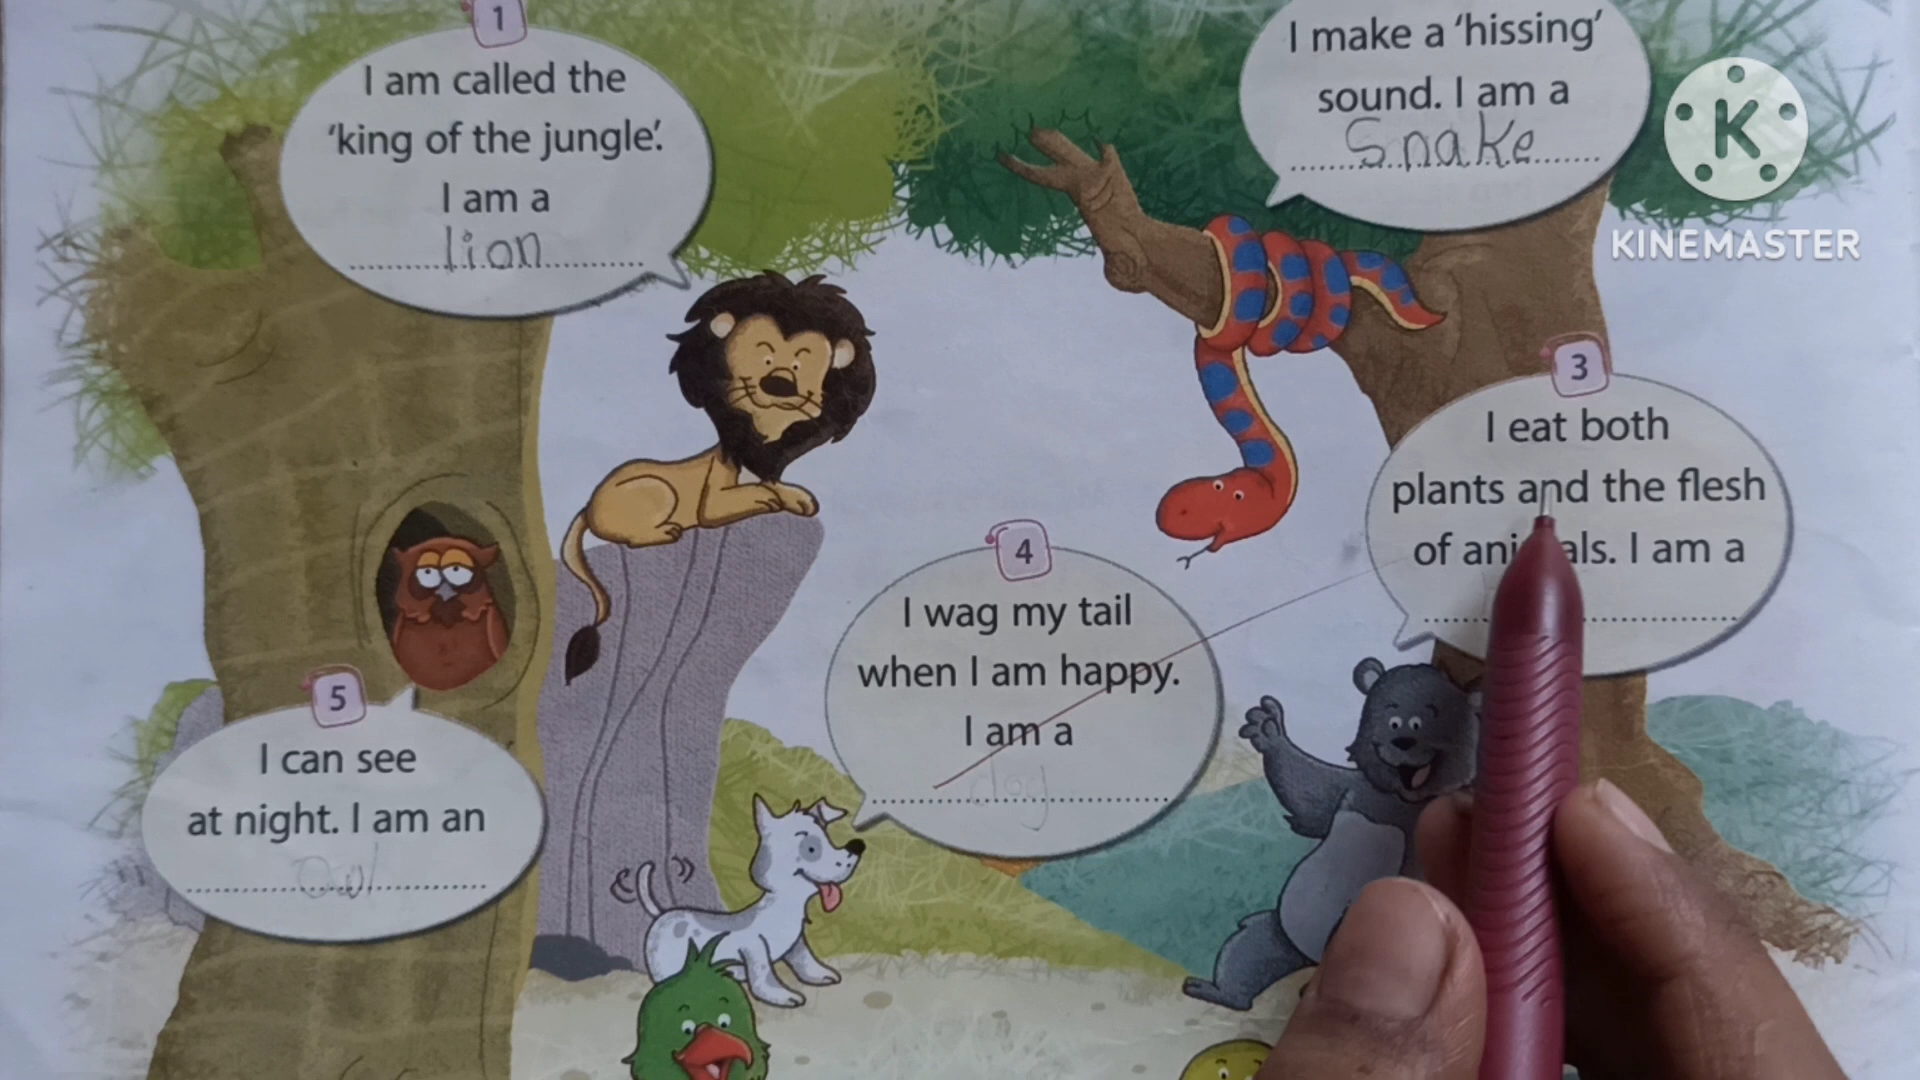 1
I am called the
'king of the jungle'.
I am a
lion
I make a 'hissing'
sound. I am a
Snake
K
KINEMASTER
3
I eat both
plants and the flesh
of animals. I am a
4
I wag my tail
when I am happy.
I am a
dog
5
I can see
at night. I am an
owl